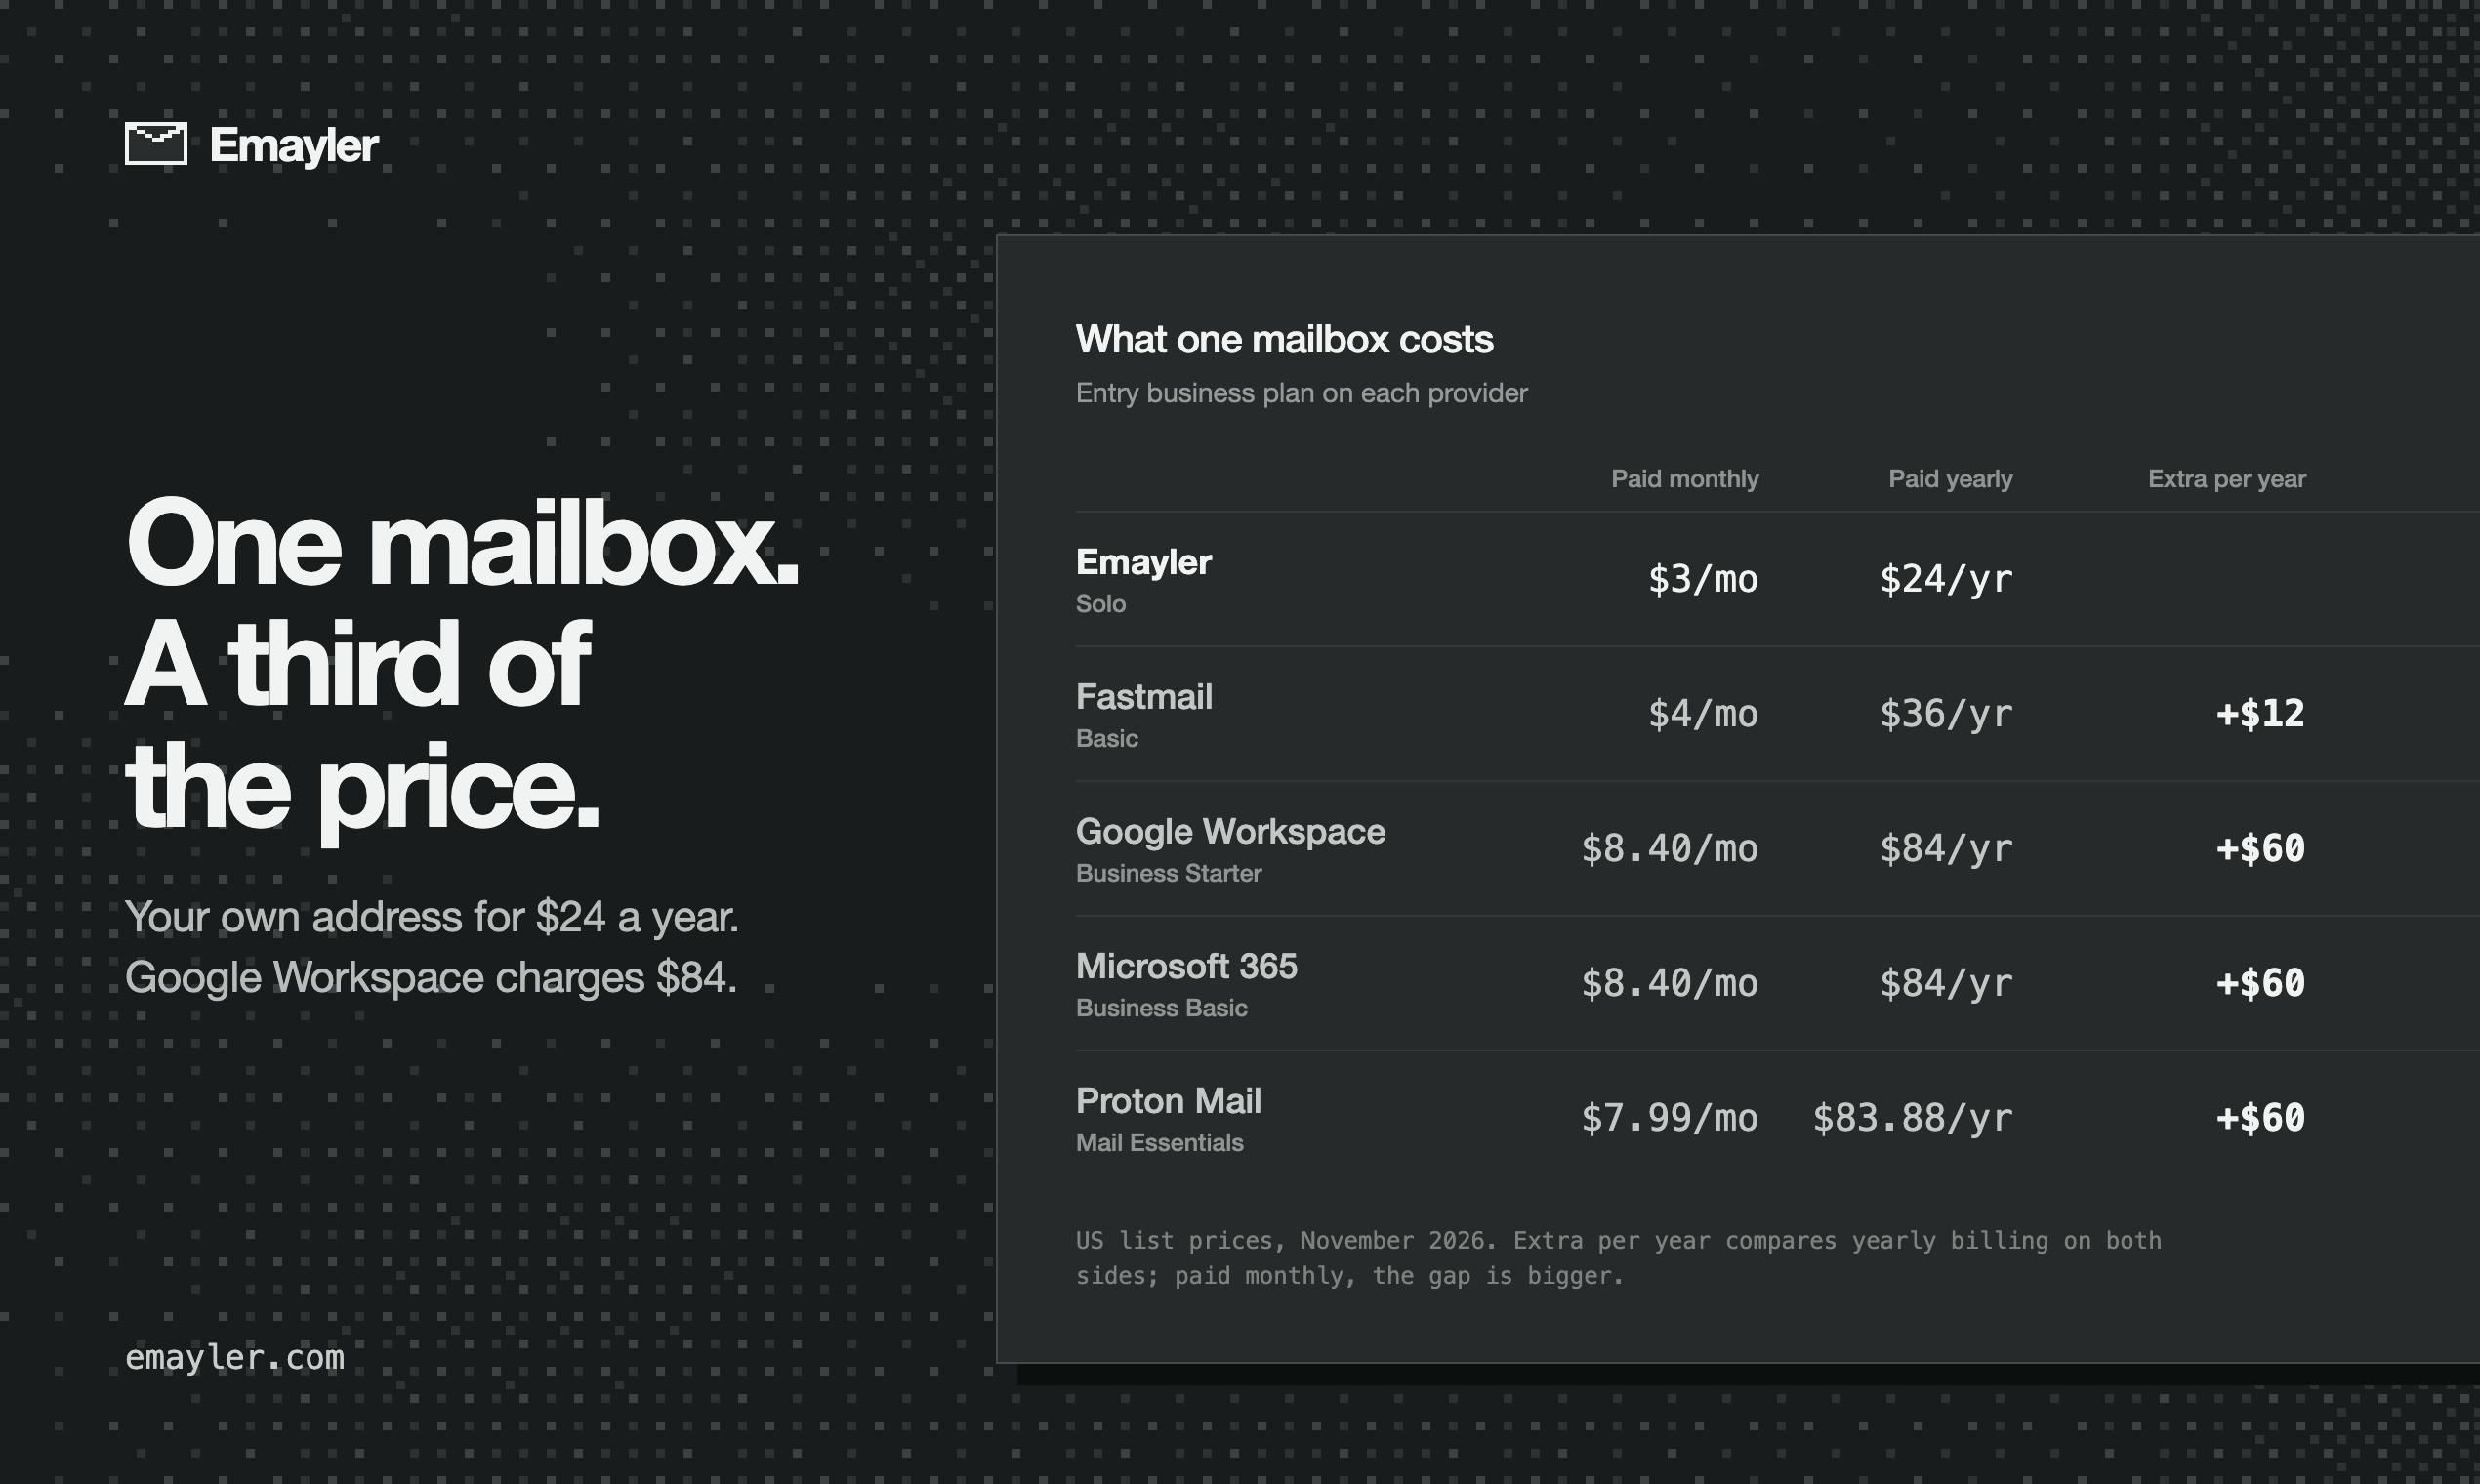 Emayler
One mailbox.
A third of
the price.
Your own address for $24 a year.
Google Workspace charges $84.
emayler.com
What one mailbox costs
Entry business plan on each provider
Paid monthly Paid yearly Extra per year
Emayler
Solo
$3/mo $24/yr
Fastmail
Basic
$4/mo $36/yr +$12
Google Workspace
Business Starter
$8.40/mo $84/yr +$60
Microsoft 365
Business Basic
$8.40/mo $84/yr +$60
Proton Mail
Mail Essentials
$7.99/mo $83.88/yr +$60
US list prices, November 2026. Extra per year compares yearly billing on both
sides; paid monthly, the gap is bigger.